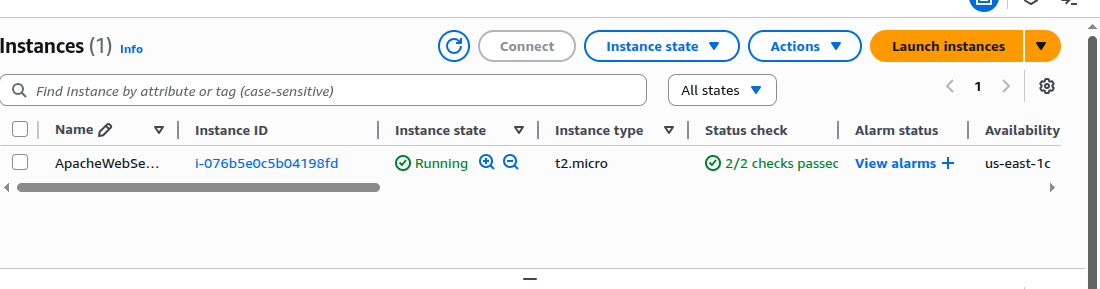 Instances (1) Info
Connect Instance state Actions Launch instances
Find Instance by attribute or tag (case-sensitive)
All states
1
Name Instance ID Instance state Instance type Status check Alarm status Availability
ApacheWebSe... i-076b5e0c5b04198fd Running t2.micro 2/2 checks passec View alarms + us-east-1c